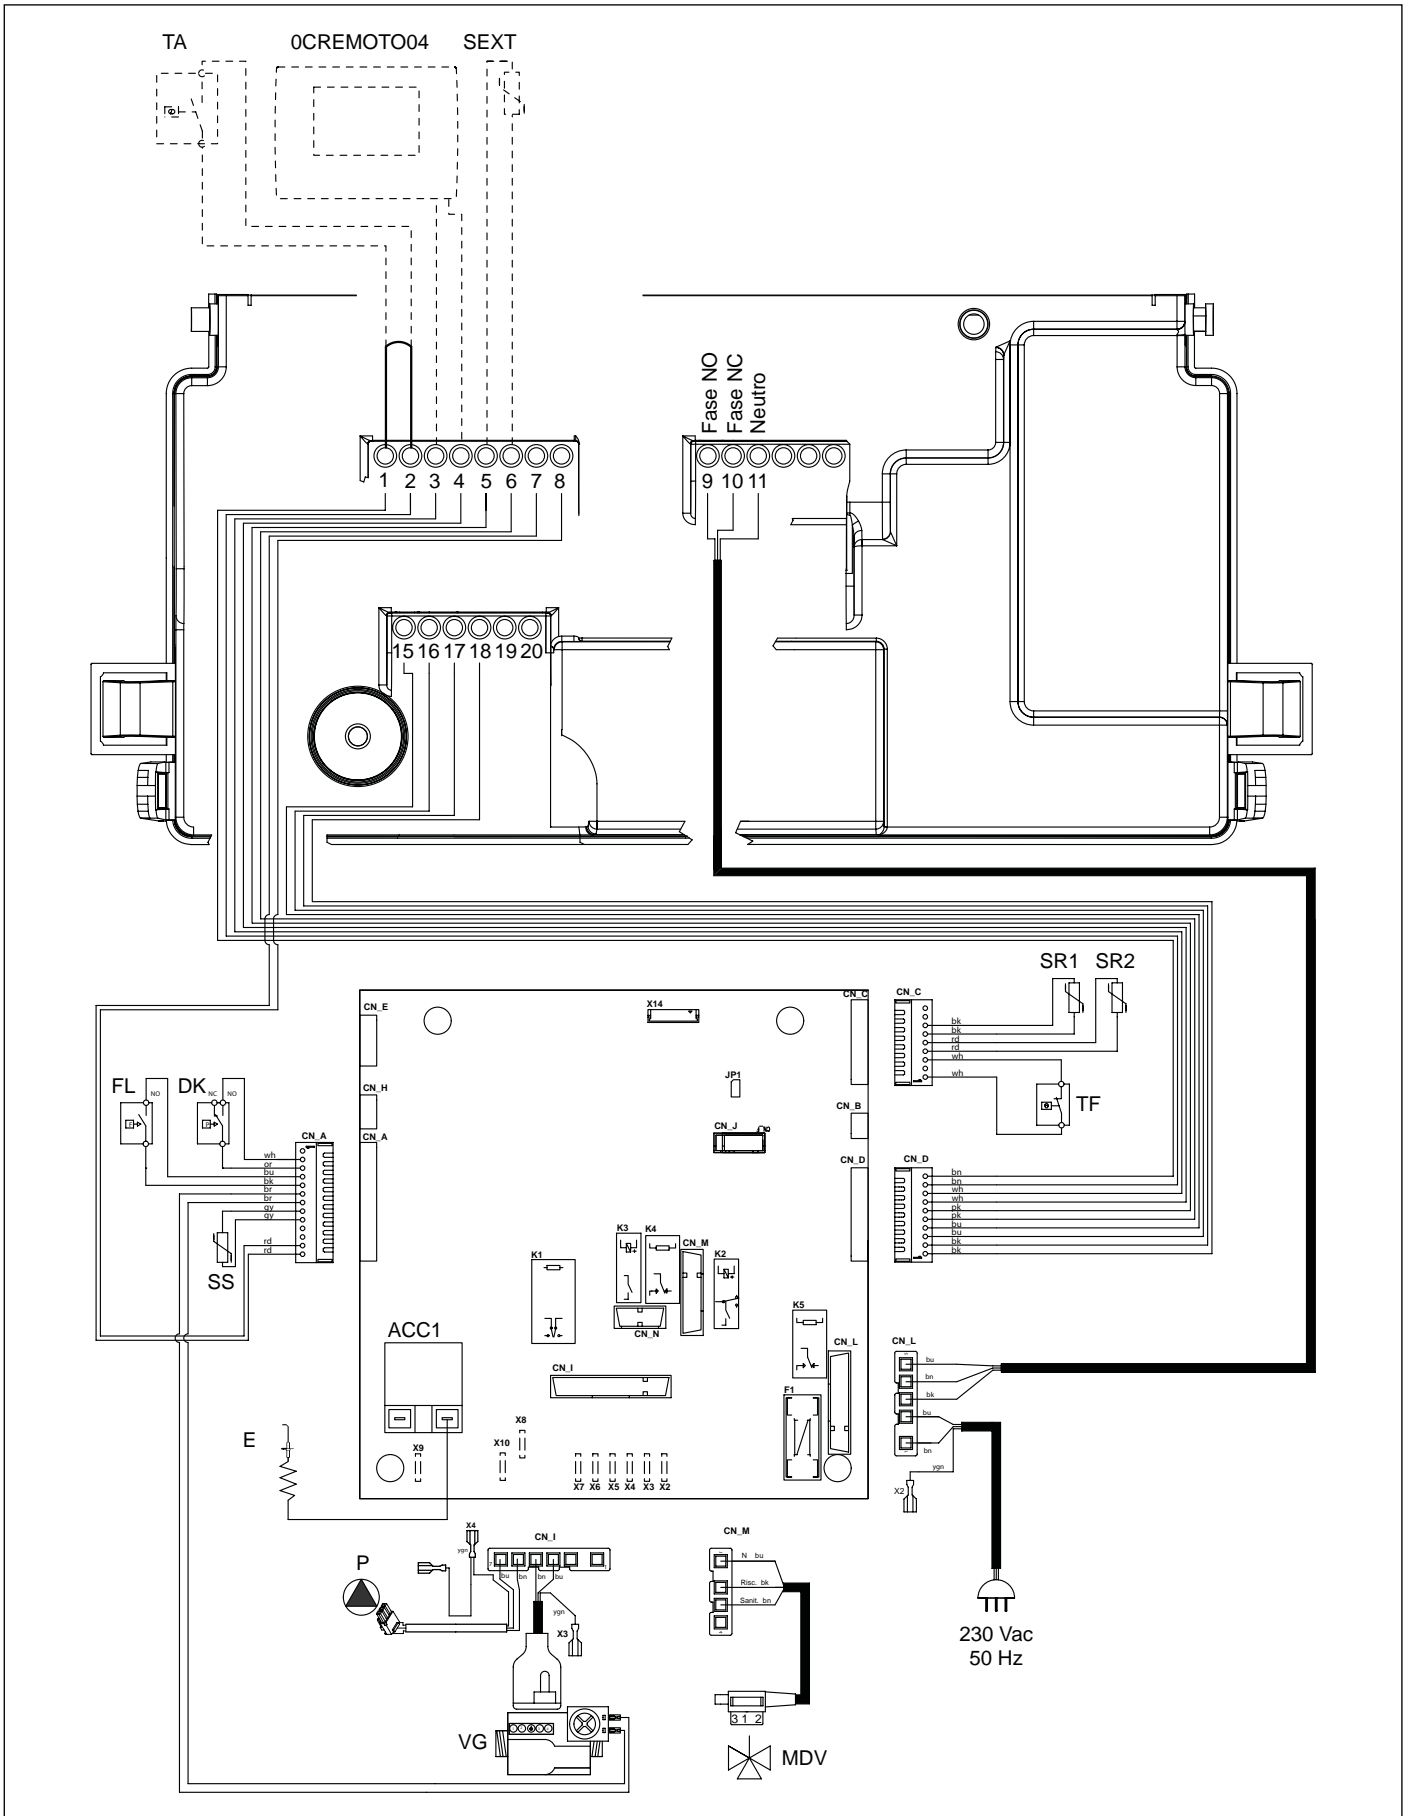 TA 0CREMOTO04 SEXT
Fase NO
Fase NC
Neutro
1 2 3 4 5 6 7 8
9 10 11
15 16 17 18 19 20
SR1 SR2
CN_E
X14
CN_C
CN_C
bk
bk
rd
rd
wh
wh
TF
JP1
FL NO
DK NC NO
CN_H
CN_B
CN_A
CN_A
CN_J
CN_D
CN_D
wh
or
bu
bk
br
br
gy
gy
rd
rd
SS
bn
bn
wh
wh
pk
pk
bu
bu
bk
bk
K3 K4
CN_M
K2
K1
CN_N
K5
CN_L
CN_L
ACC1
CN_I
F1
bu
bn
bk
bu
bn
ygn
X2
E
X9
X10
X8
X7 X6 X5 X4 X3 X2
X4
ygn
CN_I
7 1
bu bn bn bu
ygn
X3
P
CN_M
N bu
Risc. bk
Sanit. bn
230 Vac
50 Hz
3 1 2
VG
MDV